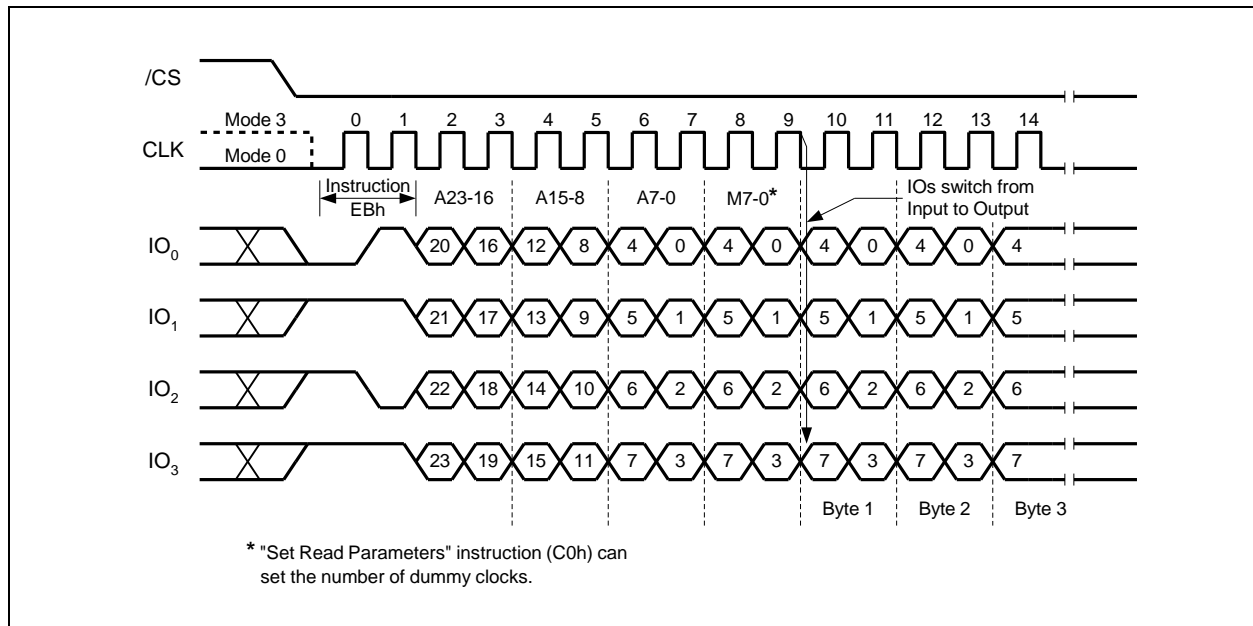 /CS
Mode 3 0 1 2 3 4 5 6 7 8 9 10 11 12 13 14
CLK Mode 0
Instruction
EBh
A23-16 A15-8 A7-0 M7-0*
IOs switch from
Input to Output
IO0 20 16 12 8 4 0 4 0 4 0 4 0 4
IO1 21 17 13 9 5 1 5 1 5 1 5 1 5
IO2 22 18 14 10 6 2 6 2 6 2 6 2 6
IO3 23 19 15 11 7 3 7 3 7 3 7 3 7
Byte 1 Byte 2 Byte 3
* "Set Read Parameters" instruction (C0h) can
set the number of dummy clocks.